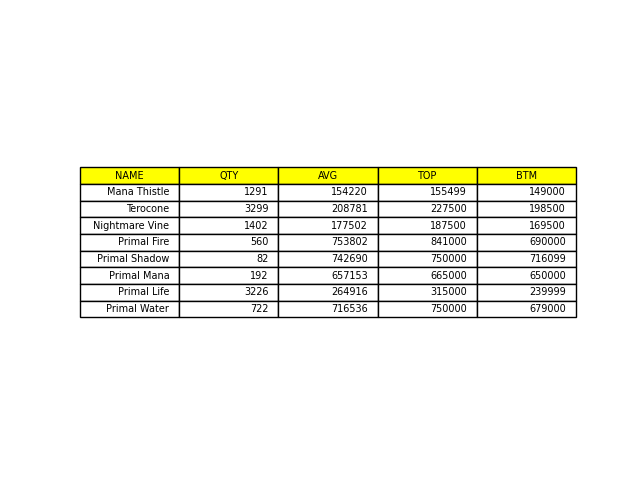 NAME QTY AVG TOP BTM
Mana Thistle 1291 154220 155499 149000
Terocone 3299 208781 227500 198500
Nightmare Vine 1402 177502 187500 169500
Primal Fire 560 753802 841000 690000
Primal Shadow 82 742690 750000 716099
Primal Mana 192 657153 665000 650000
Primal Life 3226 264916 315000 239999
Primal Water 722 716536 750000 679000